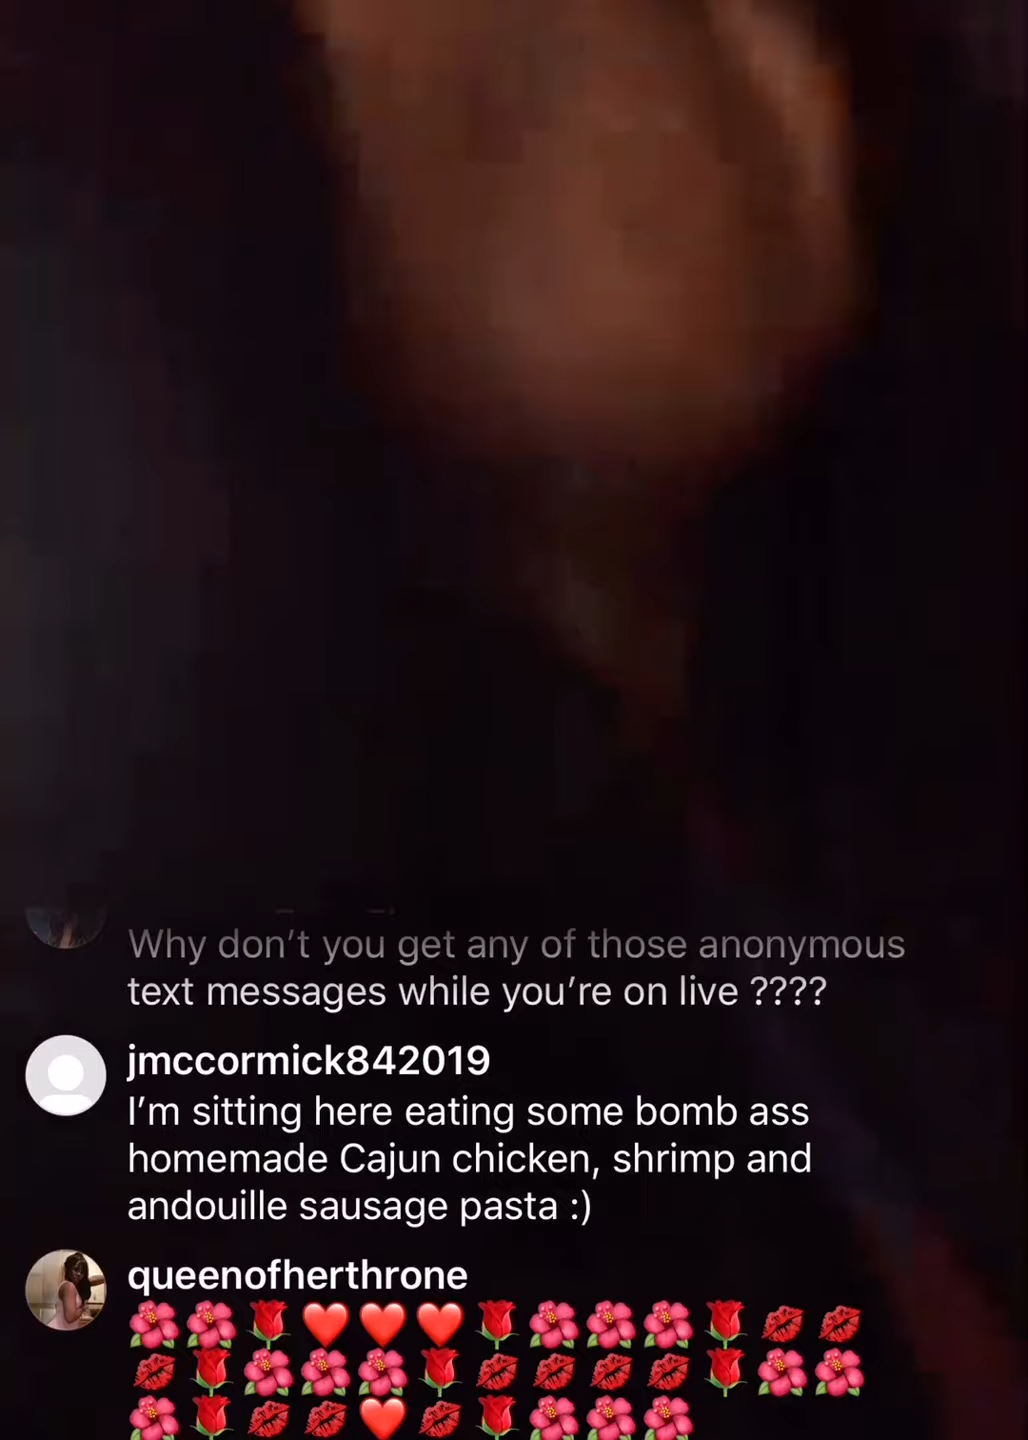 Why don’t you get any of those anonymous
text messages while you’re on live ????
jmccormick842019
I’m sitting here eating some bomb ass
homemade Cajun chicken, shrimp and
andouille sausage pasta :)
queenofherthrone
🌺🌺🌹❤️❤️❤️🌹🌺🌺🌺🌹💋💋
💋🌹🌺🌺🌺🌹💋💋💋💋🌹🌺🌺
🌺🌹💋💋❤️💋🌹🌺🌺🌺